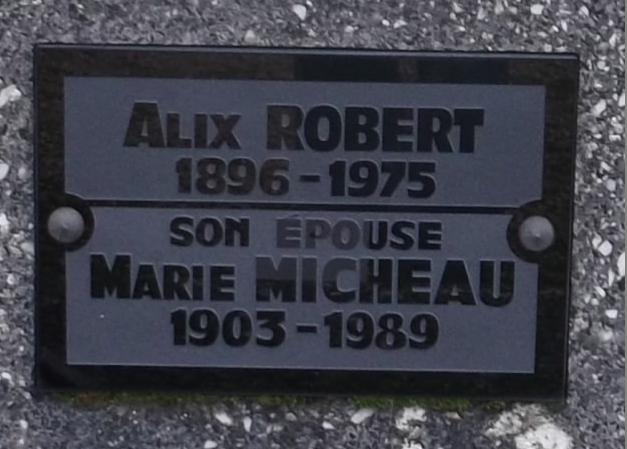 ALIX ROBERT
1896-1975
SON ÉPOUSE
MARIE MICHEAU
1903-1989